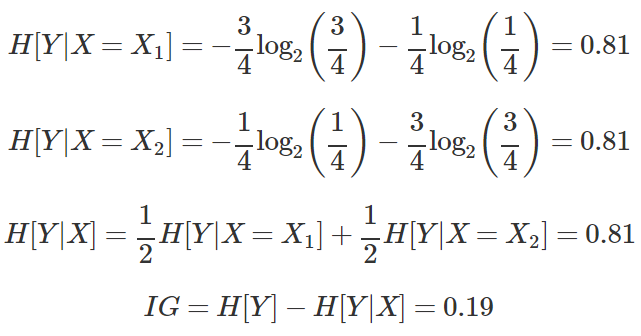 H[Y|X = X₁] = −3/4 log₂(3/4) − 1/4 log₂(1/4) = 0.81
H[Y|X = X₂] = −1/4 log₂(1/4) − 3/4 log₂(3/4) = 0.81
H[Y|X] = 1/2 H[Y|X = X₁] + 1/2 H[Y|X = X₂] = 0.81
IG = H[Y] − H[Y|X] = 0.19